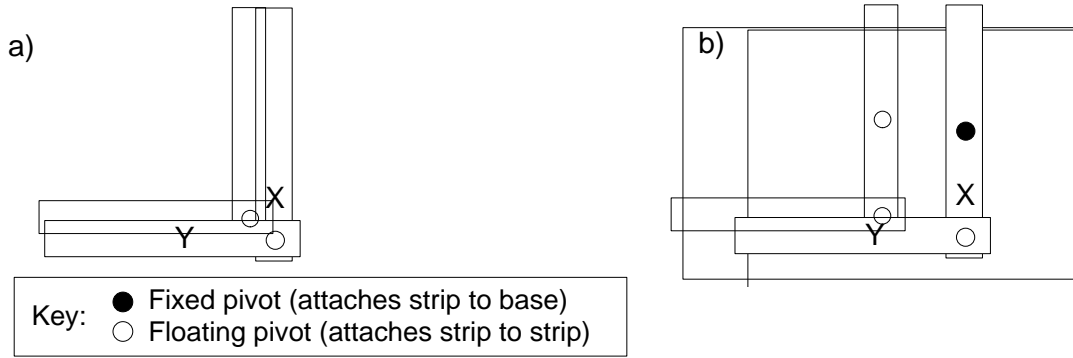 a)
X
Y
b)
X
Y
Key:
Fixed pivot (attaches strip to base)
Floating pivot (attaches strip to strip)